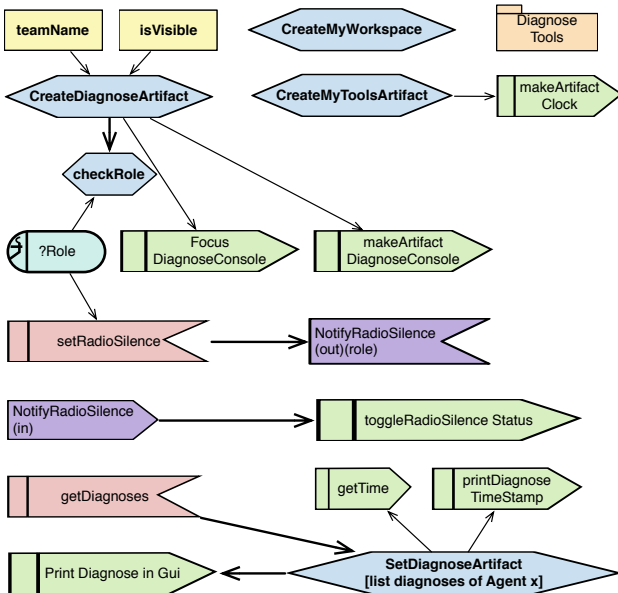 teamName
isVisible
CreateMyWorkspace
Diagnose
Tools
CreateDiagnoseArtifact
CreateMyToolsArtifact
makeArtifact
Clock
checkRole
?Role
Focus
DiagnoseConsole
makeArtifact
DiagnoseConsole
setRadioSilence
NotifyRadioSilence
(out)(role)
NotifyRadioSilence
(in)
toggleRadioSilence Status
getDiagnoses
getTime
printDiagnose
TimeStamp
Print Diagnose in Gui
SetDiagnoseArtifact
[list diagnoses of Agent x]